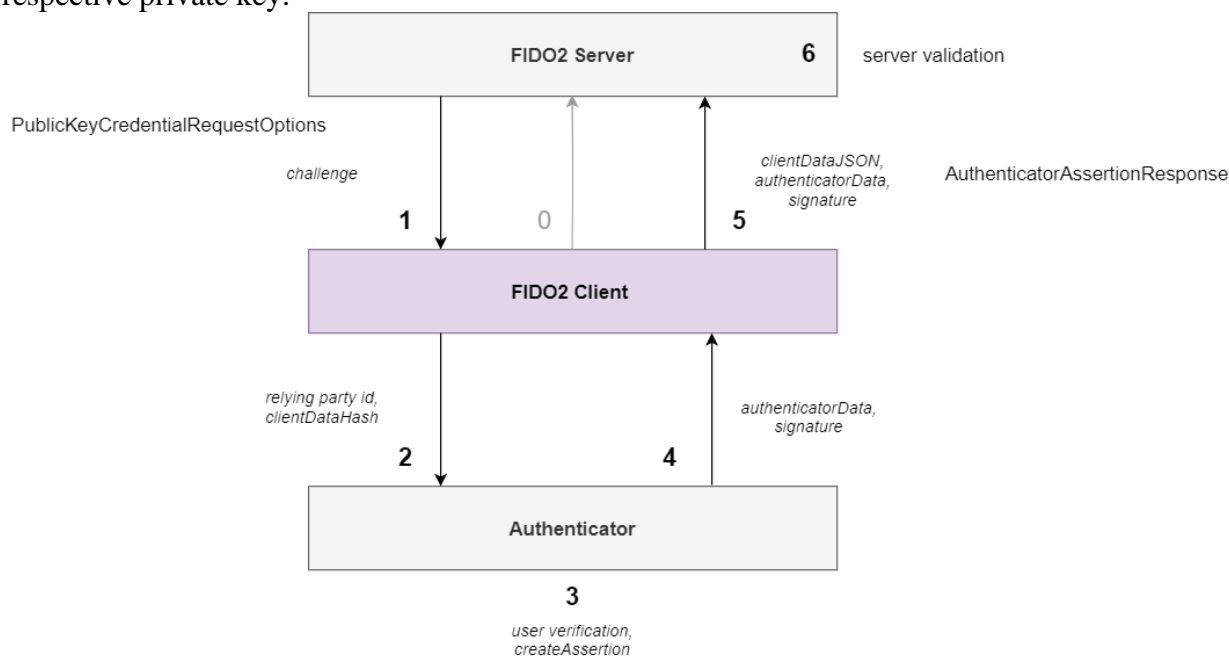 respective private key.
FIDO2 Server
6
server validation
PublicKeyCredentialRequestOptions
challenge
clientDataJSON,
authenticatorData,
signature
AuthenticatorAssertionResponse
1
0
5
FIDO2 Client
relying party id,
clientDataHash
authenticatorData,
signature
2
4
Authenticator
3
user verification,
createAssertion